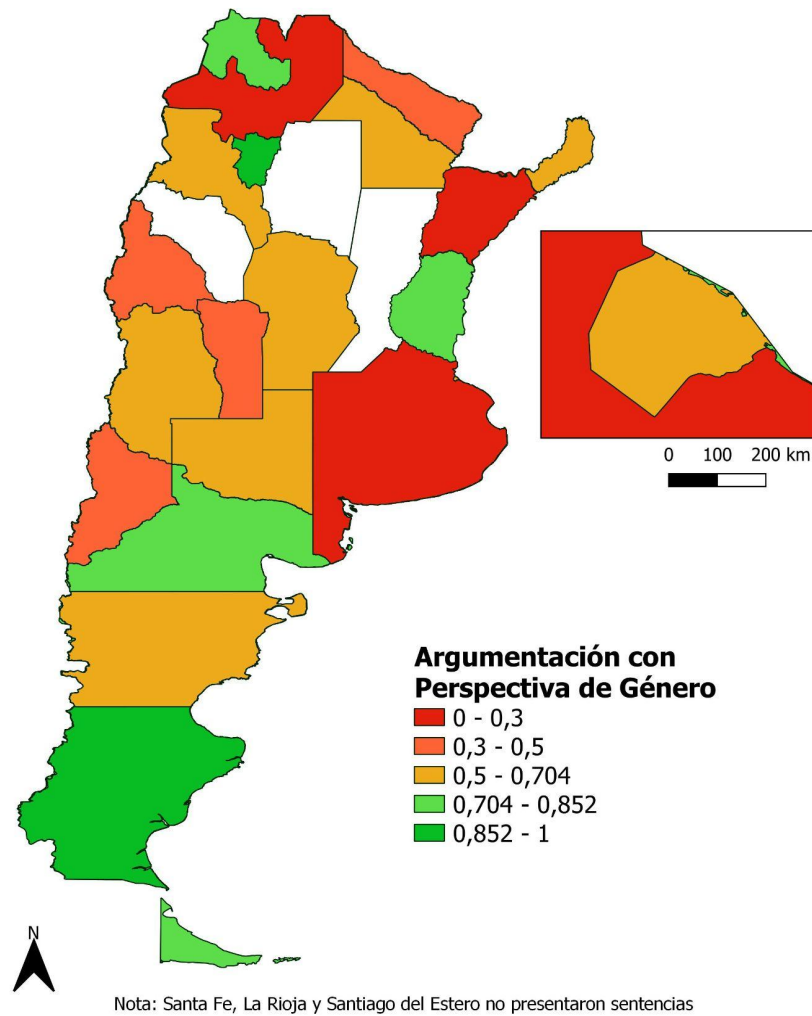 0 100 200 km
Argumentación con
Perspectiva de Género
0 - 0,3
0,3 - 0,5
0,5 - 0,704
0,704 - 0,852
0,852 - 1
N
Nota: Santa Fe, La Rioja y Santiago del Estero no presentaron sentencias